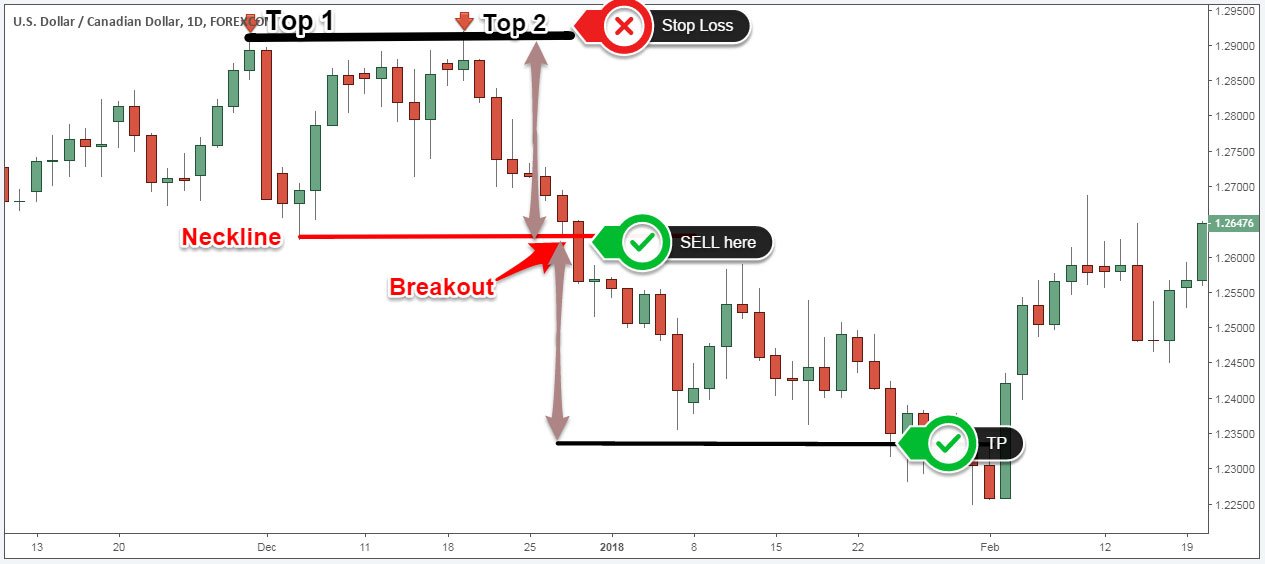 U.S. Dollar / Canadian Dollar, 1D, FOREXCOM
Top 1
Top 2
Stop Loss
Neckline
SELL here
Breakout
TP
1.29500
1.29000
1.28500
1.28000
1.27500
1.27000
1.26476
1.26000
1.25500
1.25000
1.24500
1.24000
1.23500
1.23000
1.22500
13 20 Dec 11 18 25 2018 8 15 22 Feb 12 19